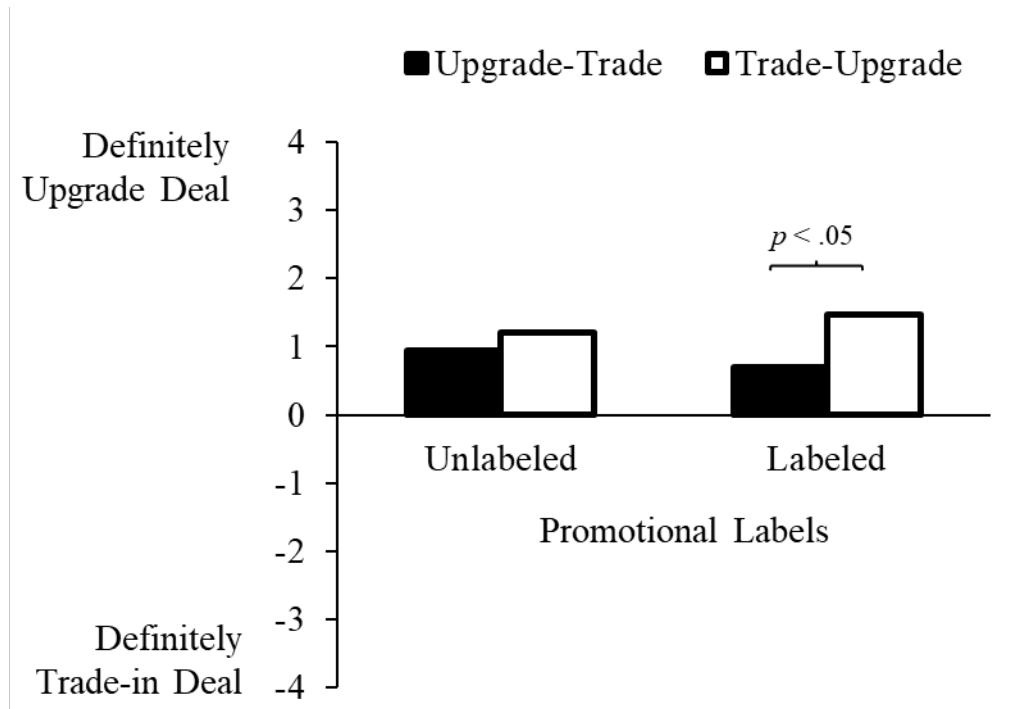 Upgrade-Trade Trade-Upgrade
Definitely
Upgrade Deal
4
3
2
1
0
-1
-2
-3
-4
p < .05
Unlabeled Labeled
Promotional Labels
Definitely
Trade-in Deal